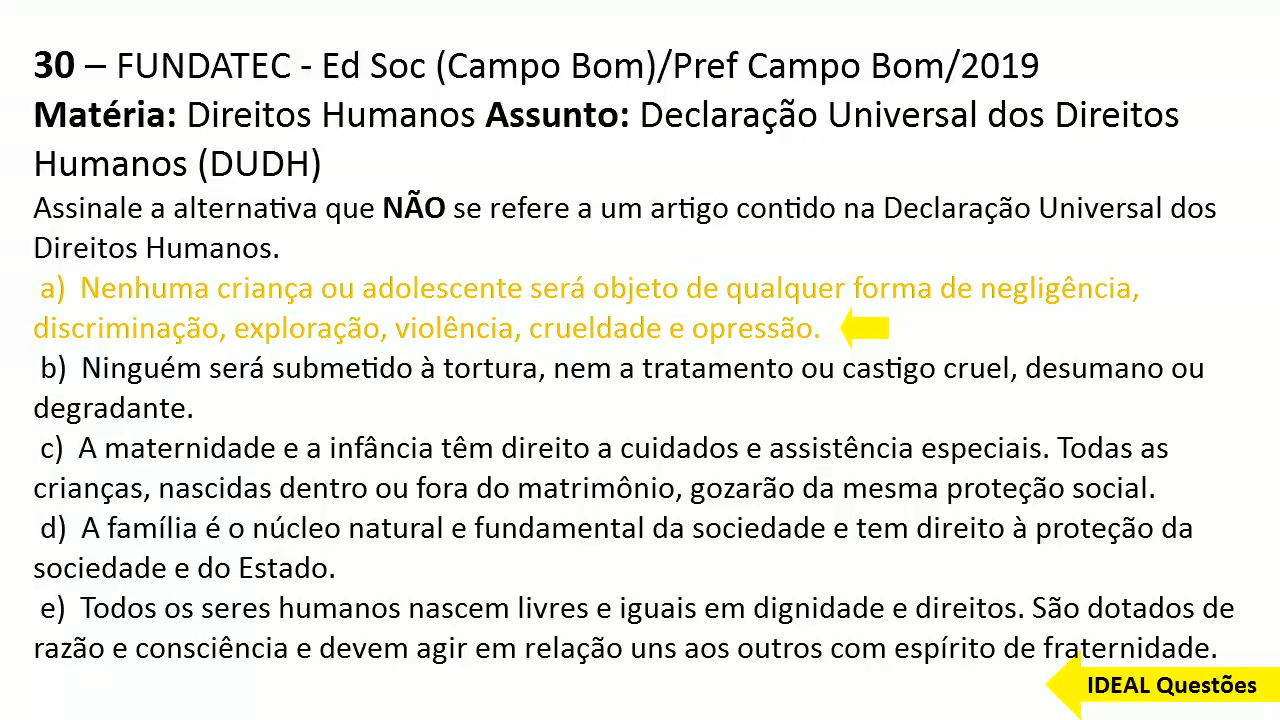 30 – FUNDATEC - Ed Soc (Campo Bom)/Pref Campo Bom/2019
Matéria: Direitos Humanos Assunto: Declaração Universal dos Direitos
Humanos (DUDH)
Assinale a alternativa que NÃO se refere a um artigo contido na Declaração Universal dos
Direitos Humanos.
a) Nenhuma criança ou adolescente será objeto de qualquer forma de negligência,
discriminação, exploração, violência, crueldade e opressão.
b) Ninguém será submetido à tortura, nem a tratamento ou castigo cruel, desumano ou
degradante.
c) A maternidade e a infância têm direito a cuidados e assistência especiais. Todas as
crianças, nascidas dentro ou fora do matrimônio, gozarão da mesma proteção social.
d) A família é o núcleo natural e fundamental da sociedade e tem direito à proteção da
sociedade e do Estado.
e) Todos os seres humanos nascem livres e iguais em dignidade e direitos. São dotados de
razão e consciência e devem agir em relação uns aos outros com espírito de fraternidade.
IDEAL Questões